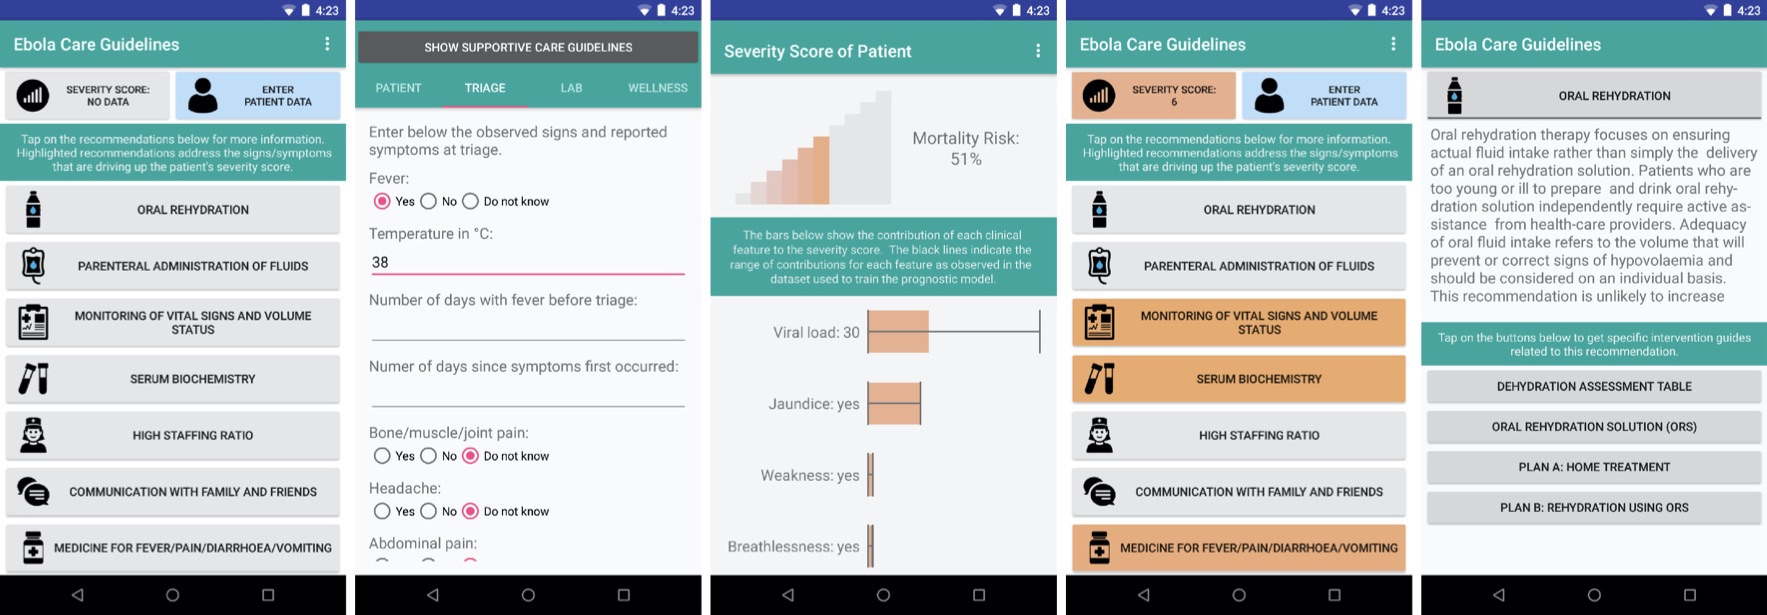 4:23
Ebola Care Guidelines
SEVERITY SCORE:
NO DATA
ENTER
PATIENT DATA
Tap on the recommendations below for more information.
Highlighted recommendations address the signs/symptoms
that are driving up the patient's severity score.
ORAL REHYDRATION
PARENTERAL ADMINISTRATION OF FLUIDS
MONITORING OF VITAL SIGNS AND VOLUME
STATUS
SERUM BIOCHEMISTRY
HIGH STAFFING RATIO
COMMUNICATION WITH FAMILY AND FRIENDS
MEDICINE FOR FEVER/PAIN/DIARRHOEA/VOMITING
4:23
SHOW SUPPORTIVE CARE GUIDELINES
PATIENT TRIAGE LAB WELLNESS
Enter below the observed signs and reported
symptoms at triage.
Fever:
Yes No Do not know
Temperature in °C:
38
Number of days with fever before triage:
Numer of days since symptoms first occurred:
Bone/muscle/joint pain:
Yes No Do not know
Headache:
Yes No Do not know
Abdominal pain:
4:23
Severity Score of Patient
Mortality Risk:
51%
The bars below show the contribution of each clinical
feature to the severity score. The black lines indicate the
range of contributions for each feature as observed in the
dataset used to train the prognostic model.
Viral load: 30
Jaundice: yes
Weakness: yes
Breathlessness: yes
4:23
Ebola Care Guidelines
SEVERITY SCORE:
6
ENTER
PATIENT DATA
Tap on the recommendations below for more information.
Highlighted recommendations address the signs/symptoms
that are driving up the patient's severity score.
ORAL REHYDRATION
PARENTERAL ADMINISTRATION OF FLUIDS
MONITORING OF VITAL SIGNS AND VOLUME
STATUS
SERUM BIOCHEMISTRY
HIGH STAFFING RATIO
COMMUNICATION WITH FAMILY AND FRIENDS
MEDICINE FOR FEVER/PAIN/DIARRHOEA/VOMITING
4:23
Ebola Care Guidelines
ORAL REHYDRATION
Oral rehydration therapy focuses on ensuring
actual fluid intake rather than simply the delivery
of an oral rehydration solution. Patients who are
too young or ill to prepare and drink oral rehy-
dration solution independently require active as-
sistance from health-care providers. Adequacy
of oral fluid intake refers to the volume that will
prevent or correct signs of hypovolaemia and
should be considered on an individual basis.
This recommendation is unlikely to increase
Tap on the buttons below to get specific intervention guides
related to this recommendation.
DEHYDRATION ASSESSMENT TABLE
ORAL REHYDRATION SOLUTION (ORS)
PLAN A: HOME TREATMENT
PLAN B: REHYDRATION USING ORS